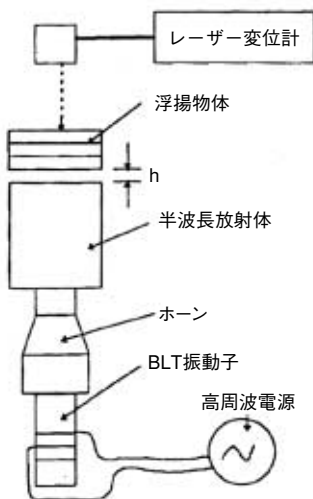 レーザー変位計
浮揚物体
h
半波長放射体
ホーン
BLT振動子
高周波電源